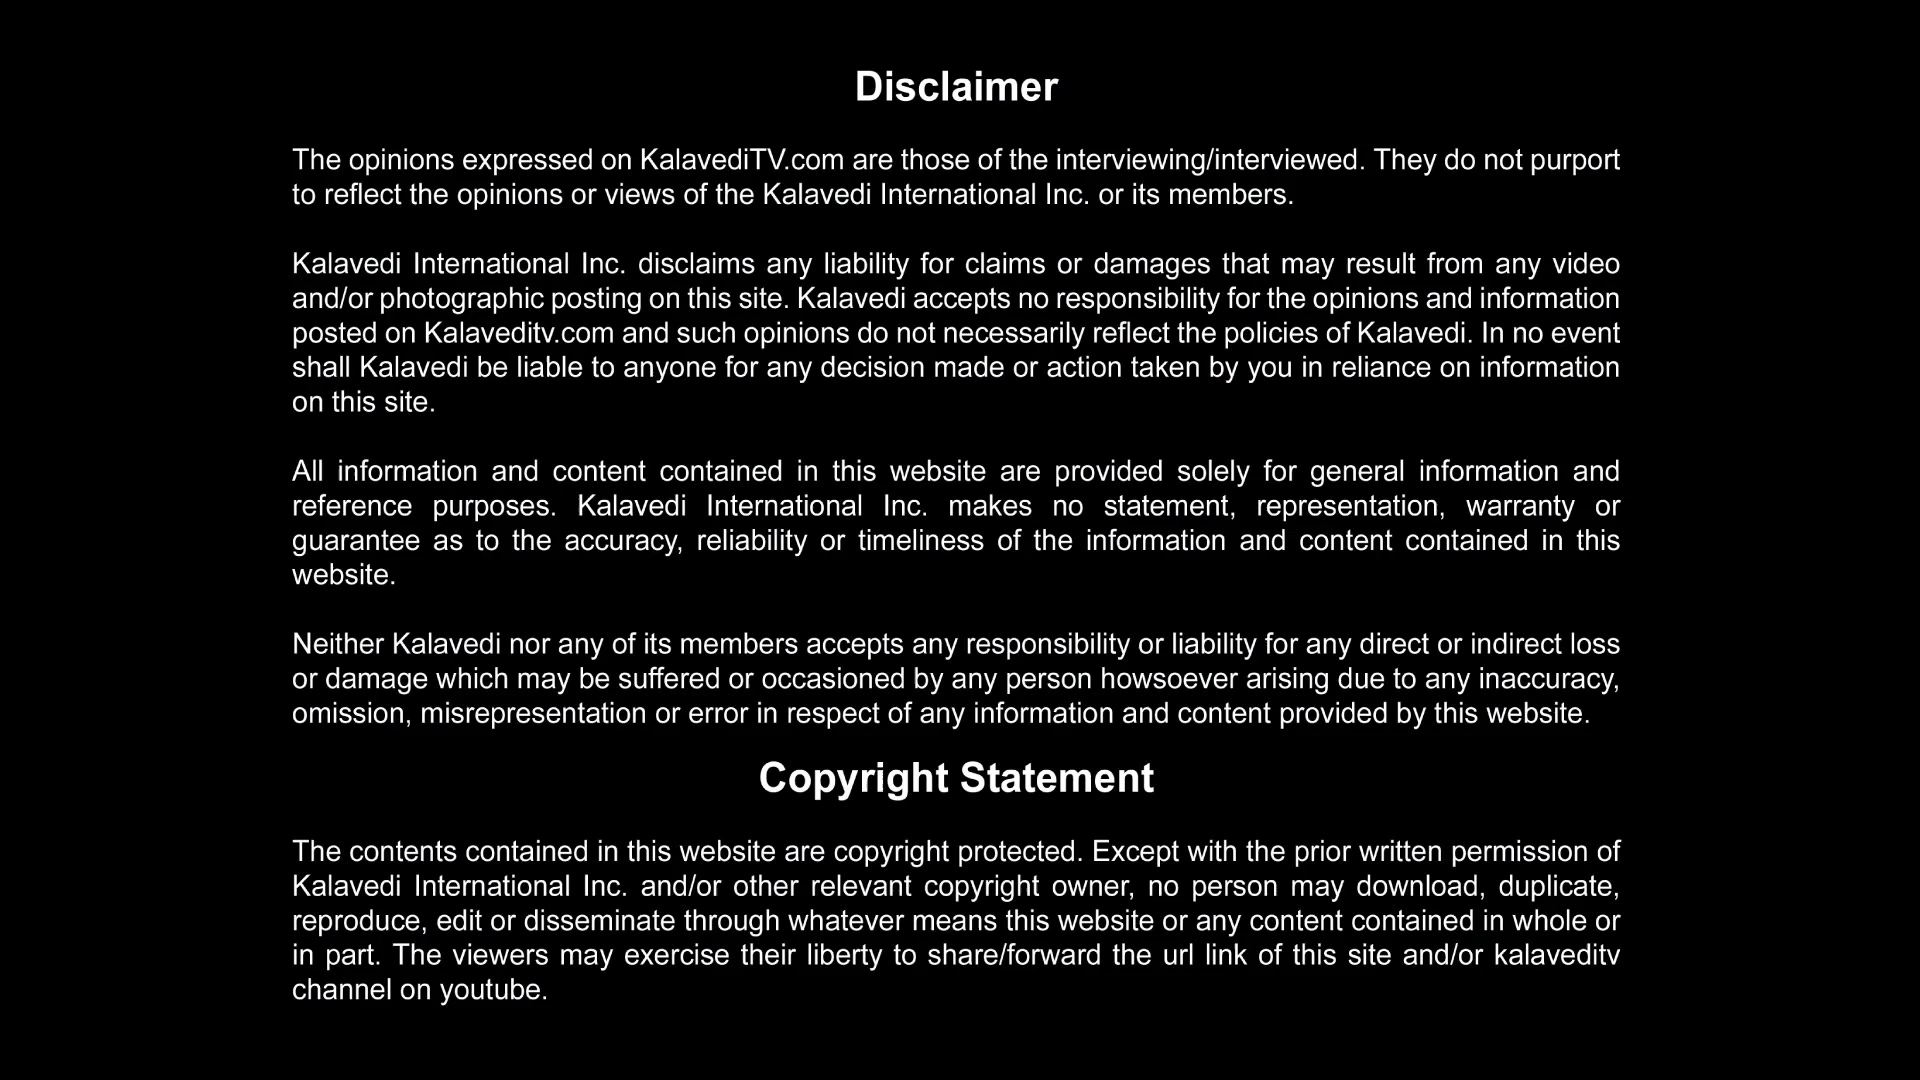 Disclaimer
The opinions expressed on KalavediTV.com are those of the interviewing/interviewed. They do not purport
to reflect the opinions or views of the Kalavedi International Inc. or its members.
Kalavedi International Inc. disclaims any liability for claims or damages that may result from any video
and/or photographic posting on this site. Kalavedi accepts no responsibility for the opinions and information
posted on Kalaveditv.com and such opinions do not necessarily reflect the policies of Kalavedi. In no event
shall Kalavedi be liable to anyone for any decision made or action taken by you in reliance on information
on this site.
All information and content contained in this website are provided solely for general information and
reference purposes. Kalavedi International Inc. makes no statement, representation, warranty or
guarantee as to the accuracy, reliability or timeliness of the information and content contained in this
website.
Neither Kalavedi nor any of its members accepts any responsibility or liability for any direct or indirect loss
or damage which may be suffered or occasioned by any person howsoever arising due to any inaccuracy,
omission, misrepresentation or error in respect of any information and content provided by this website.
Copyright Statement
The contents contained in this website are copyright protected. Except with the prior written permission of
Kalavedi International Inc. and/or other relevant copyright owner, no person may download, duplicate,
reproduce, edit or disseminate through whatever means this website or any content contained in whole or
in part. The viewers may exercise their liberty to share/forward the url link of this site and/or kalaveditv
channel on youtube.